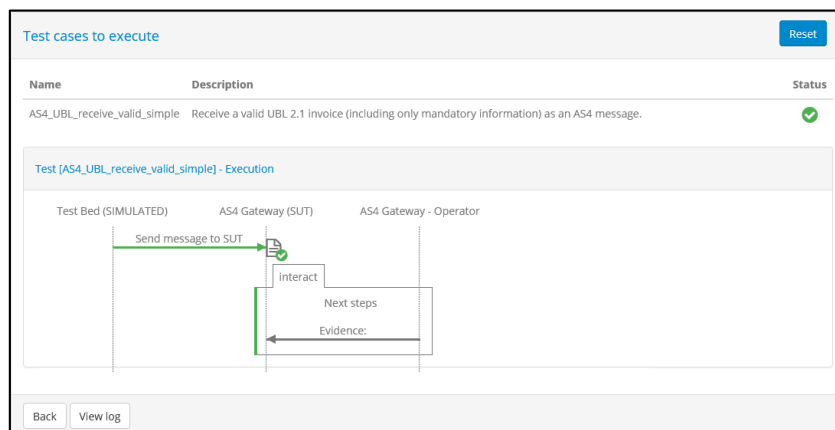 Test cases to execute
Reset
Name Description Status
AS4_UBL_receive_valid_simple Receive a valid UBL 2.1 invoice (including only mandatory information) as an AS4 message.
Test [AS4_UBL_receive_valid_simple] - Execution
Test Bed (SIMULATED) AS4 Gateway (SUT) AS4 Gateway - Operator
Send message to SUT
interact
Next steps
Evidence:
Back View log